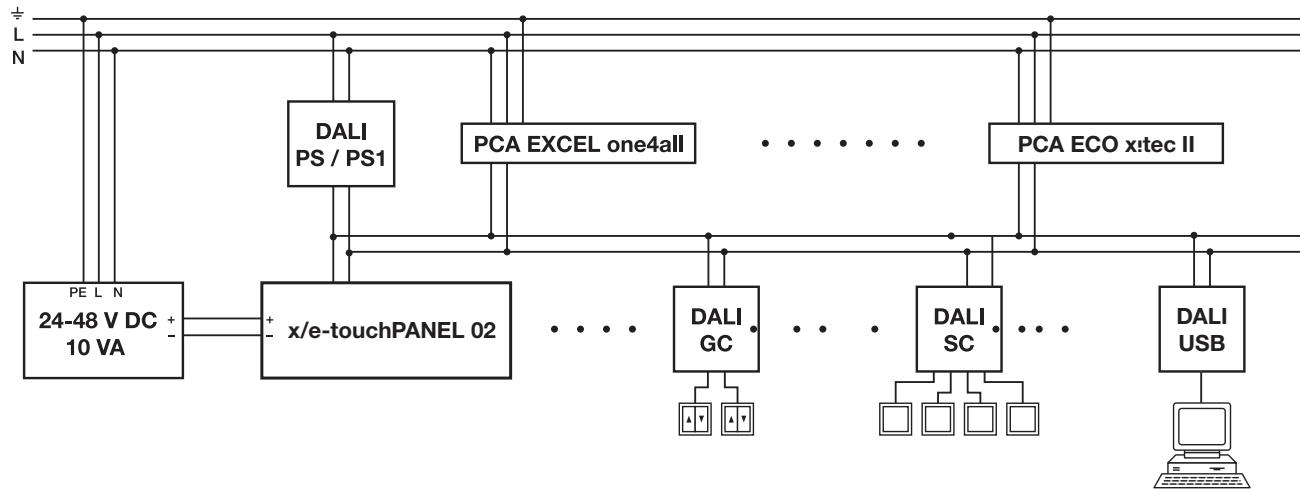 ⏚
L
N
DALI
PS / PS1
PCA EXCEL one4all
PCA ECO x!tec II
PE L N
24-48 V DC
10 VA
+
–
+
–
x/e-touchPANEL 02
DALI
GC
DALI
SC
DALI
USB